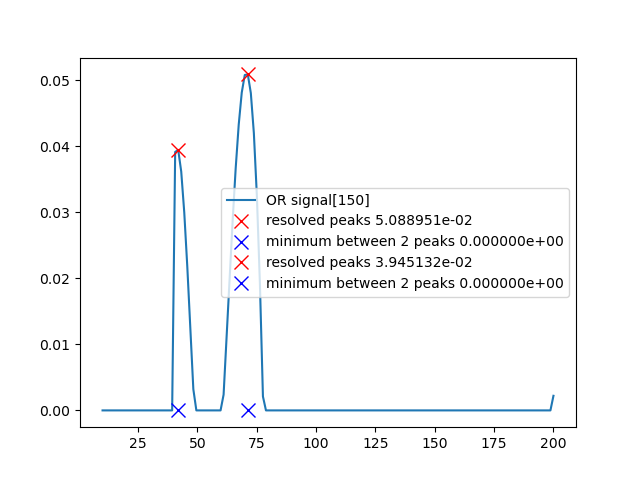 0.05
0.04
0.03
0.02
0.01
0.00
OR signal[150]
resolved peaks 5.088951e-02
minimum between 2 peaks 0.000000e+00
resolved peaks 3.945132e-02
minimum between 2 peaks 0.000000e+00
25 50 75 100 125 150 175 200